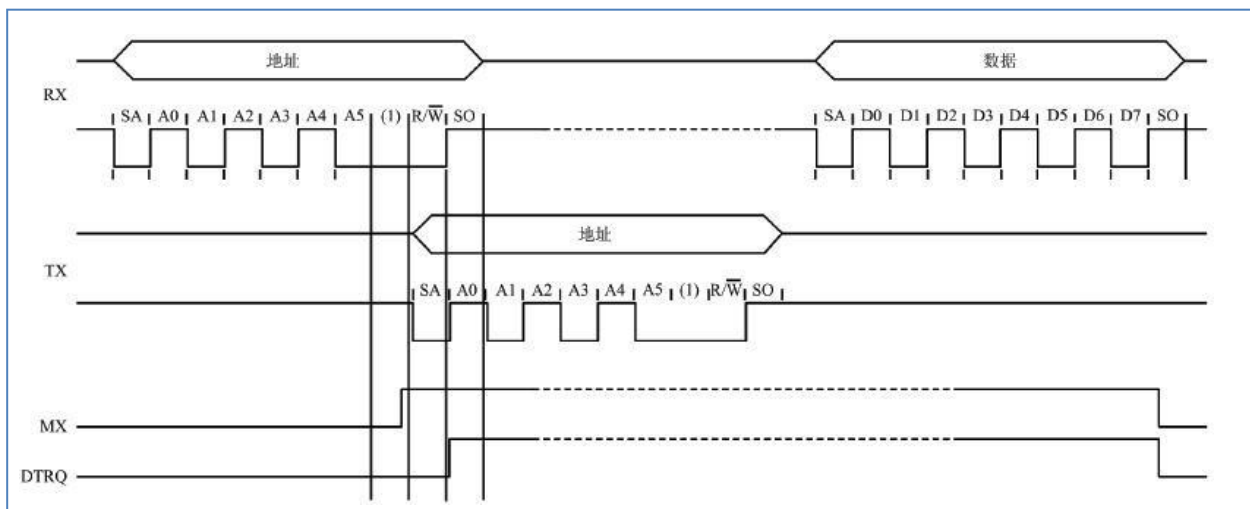 地址
数据
RX
SA A0 A1 A2 A3 A4 A5 (1) R/W̅ SO
SA D0 D1 D2 D3 D4 D5 D6 D7 SO
地址
TX
SA A0 A1 A2 A3 A4 A5 (1) R/W̅ SO
MX
DTRQ